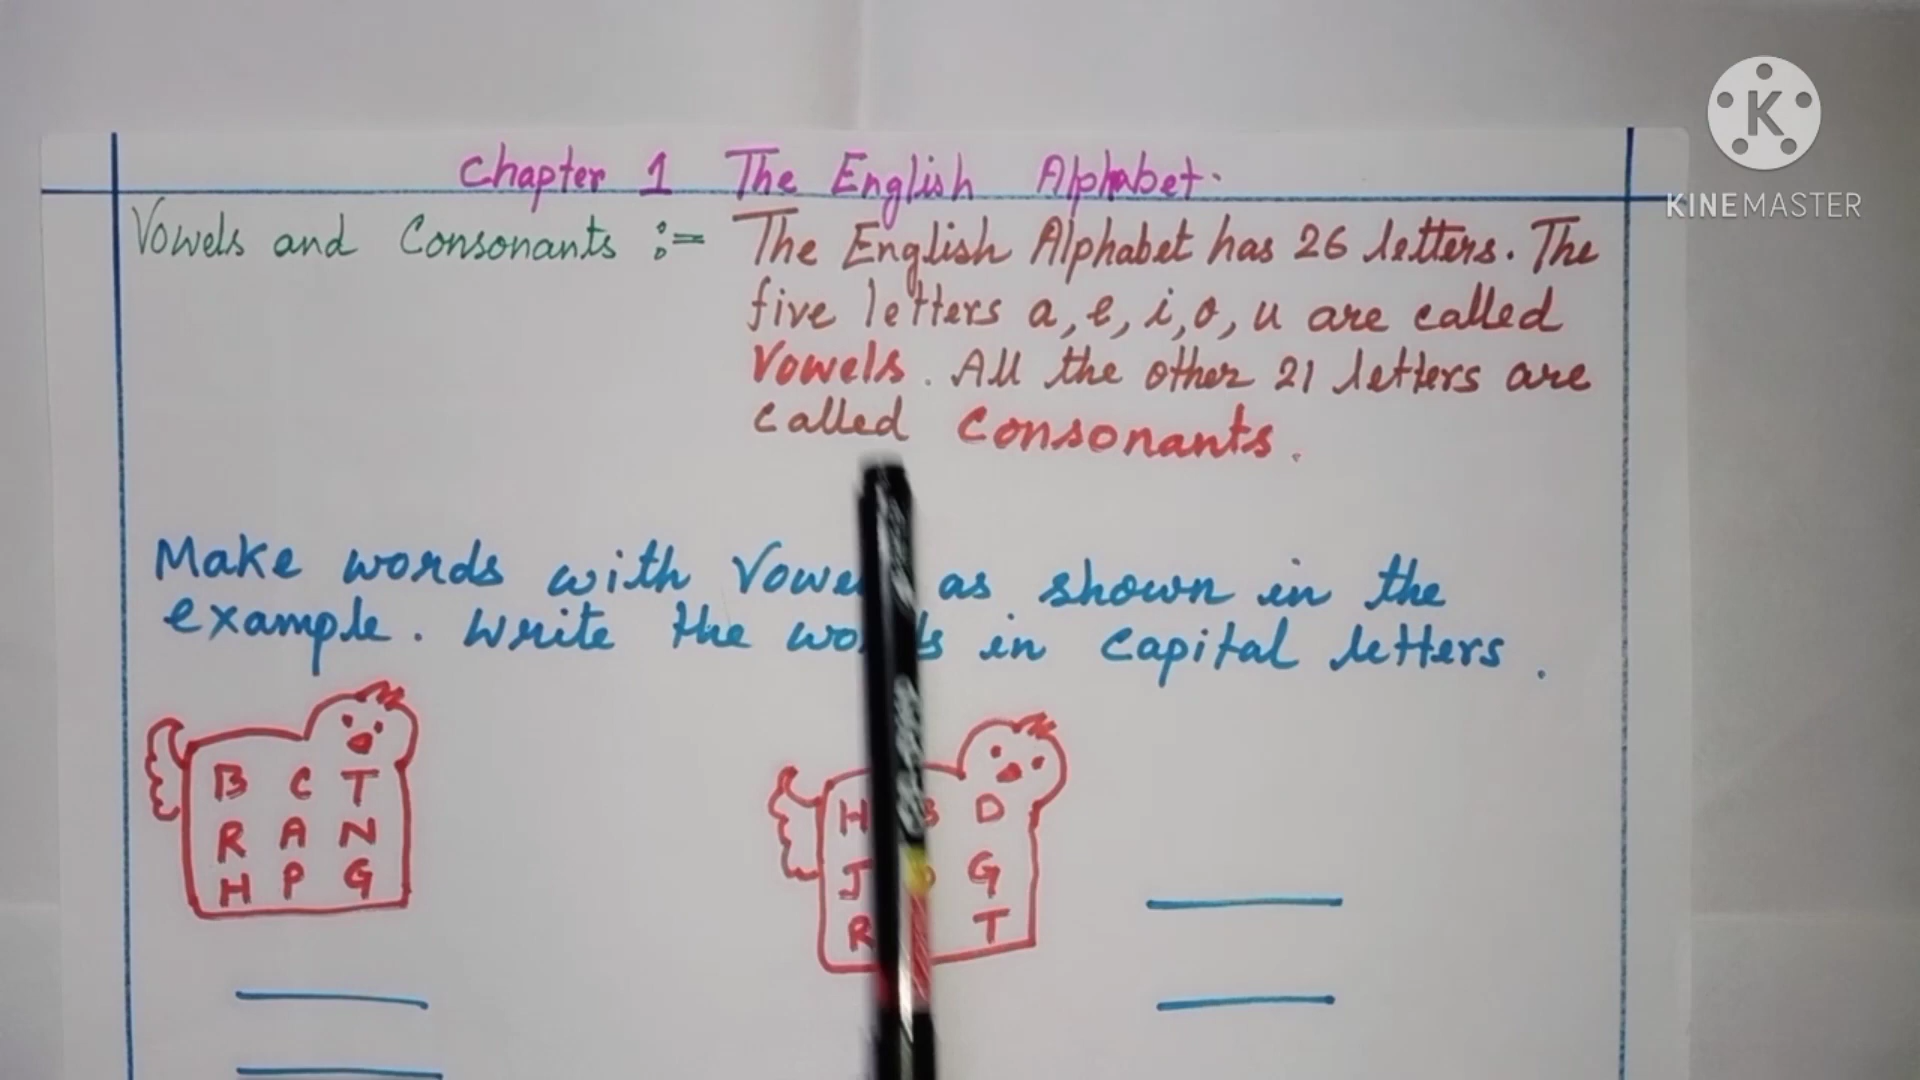 K
KINEMASTER
Chapter 1 The English Alphabet.
Vowels and Consonants :=
The English Alphabet has 26 letters. The
five letters a, e, i, o, u are called
Vowels. All the other 21 letters are
called Consonants.
Make words with as shown in the
example. Write the in capital letters.
B C T
R A N
H P G
H D
J G
R T